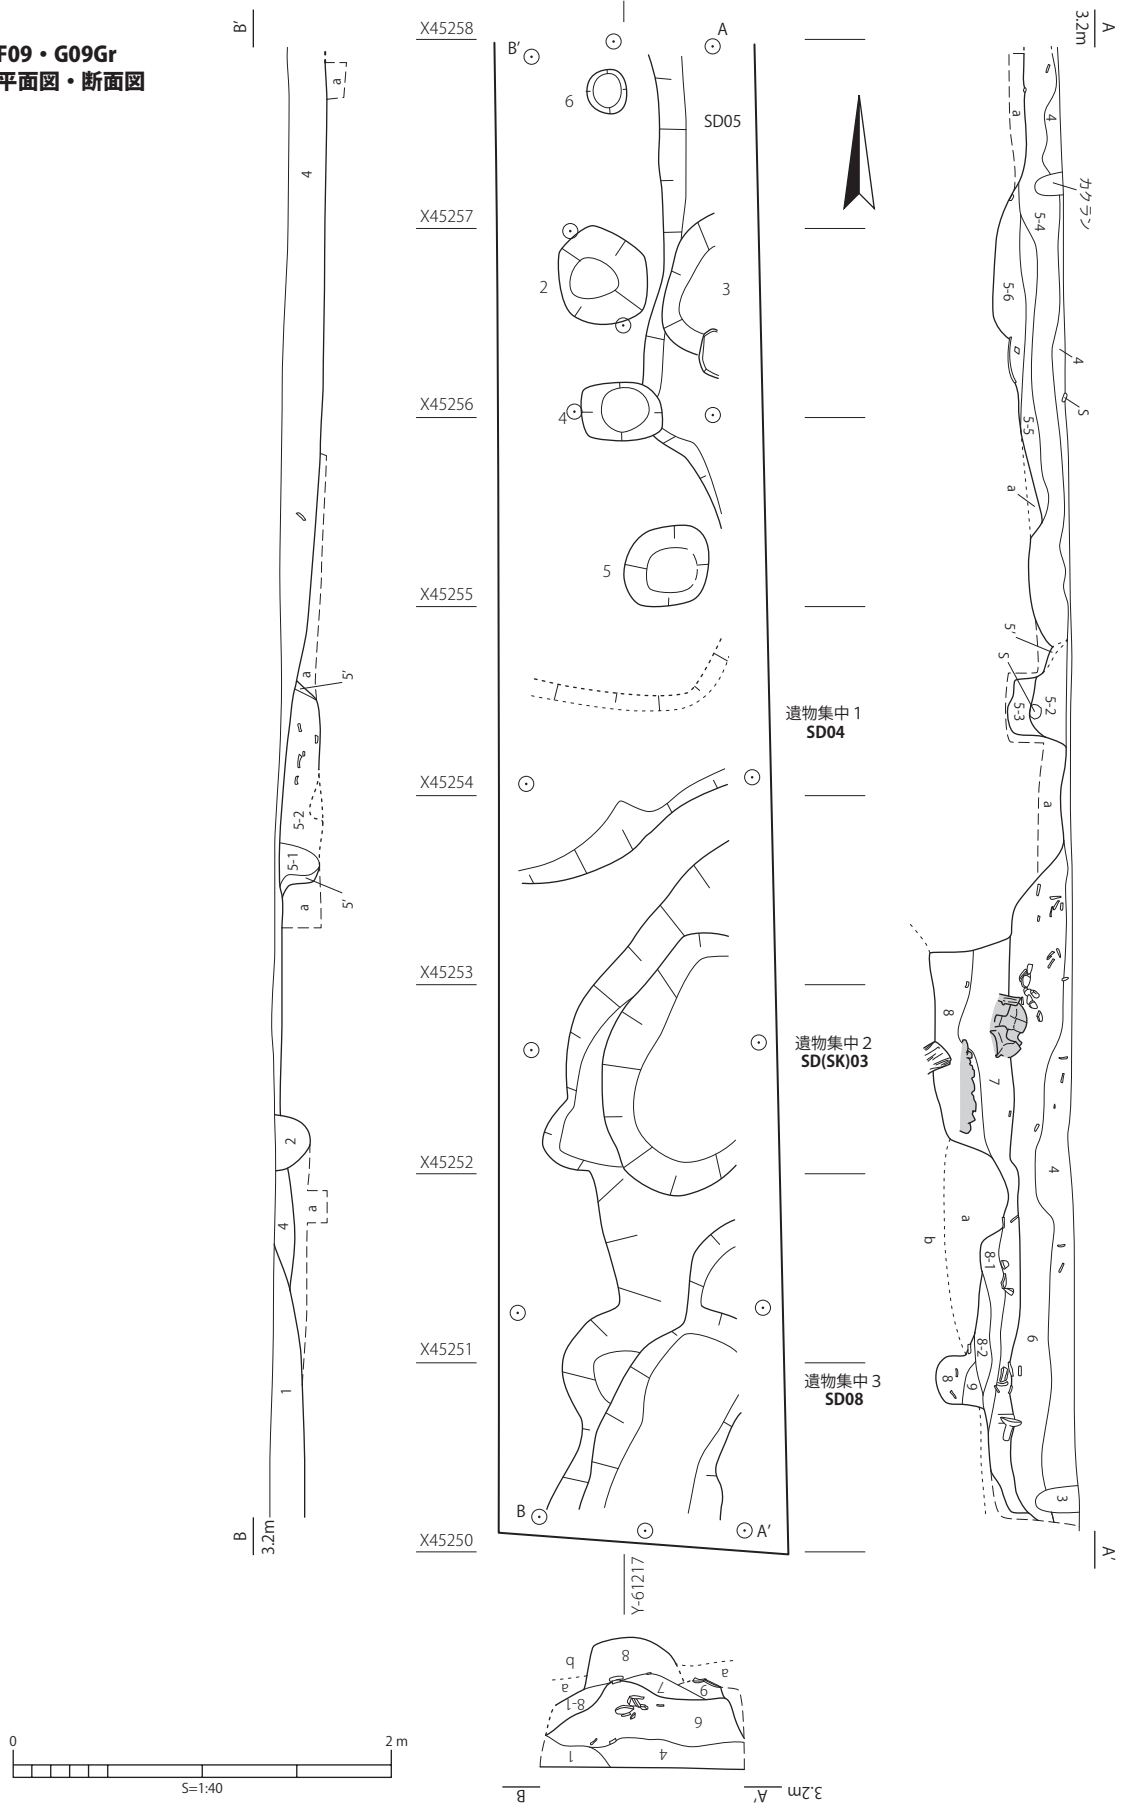 F09・G09Gr
平面図・断面図
B'
a
4
5'
a
5-2
5-1
5'
a
2
a
4
1
B
3.2m
X45258
X45257
X45256
X45255
X45254
X45253
X45252
X45251
X45250
B'
A
6
SD05
2
3
4
5
B
A'
Y-61217
遺物集中1
SD04
遺物集中2
SD(SK)03
遺物集中3
SD08
3.2m
A
a
4
カクラン
5-4
5-6
4
S
5-5
a
5'
S
5-2
5-3
a
8
7
4
a
b
8-1
6
8-2
8
9
3
A'
8
b
a
a
7
9
8-1
6
1
4
B
A'
3.2m
0
2 m
S=1:40